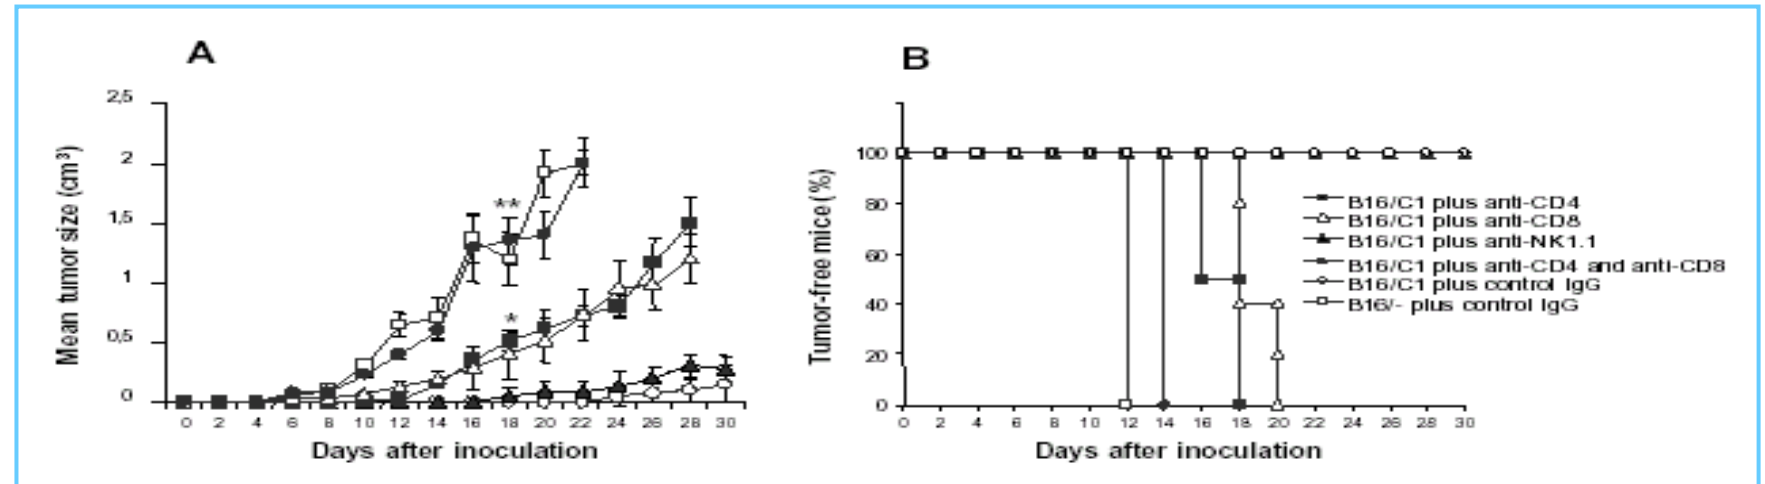 A
B
2,5
2
1,5
1
0,5
0
Mean tumor size (cm³)
**
*
0 2 4 6 8 10 12 14 16 18 20 22 24 26 28 30
Days after inoculation
100
80
60
40
20
0
Tumor-free mice (%)
B16/C1 plus anti-CD4
B16/C1 plus anti-CD8
B16/C1 plus anti-NK1.1
B16/C1 plus anti-CD4 and anti-CD8
B16/C1 plus control IgG
B16/- plus control IgG
0 2 4 6 8 10 12 14 16 18 20 22 24 26 28 30
Days after inoculation